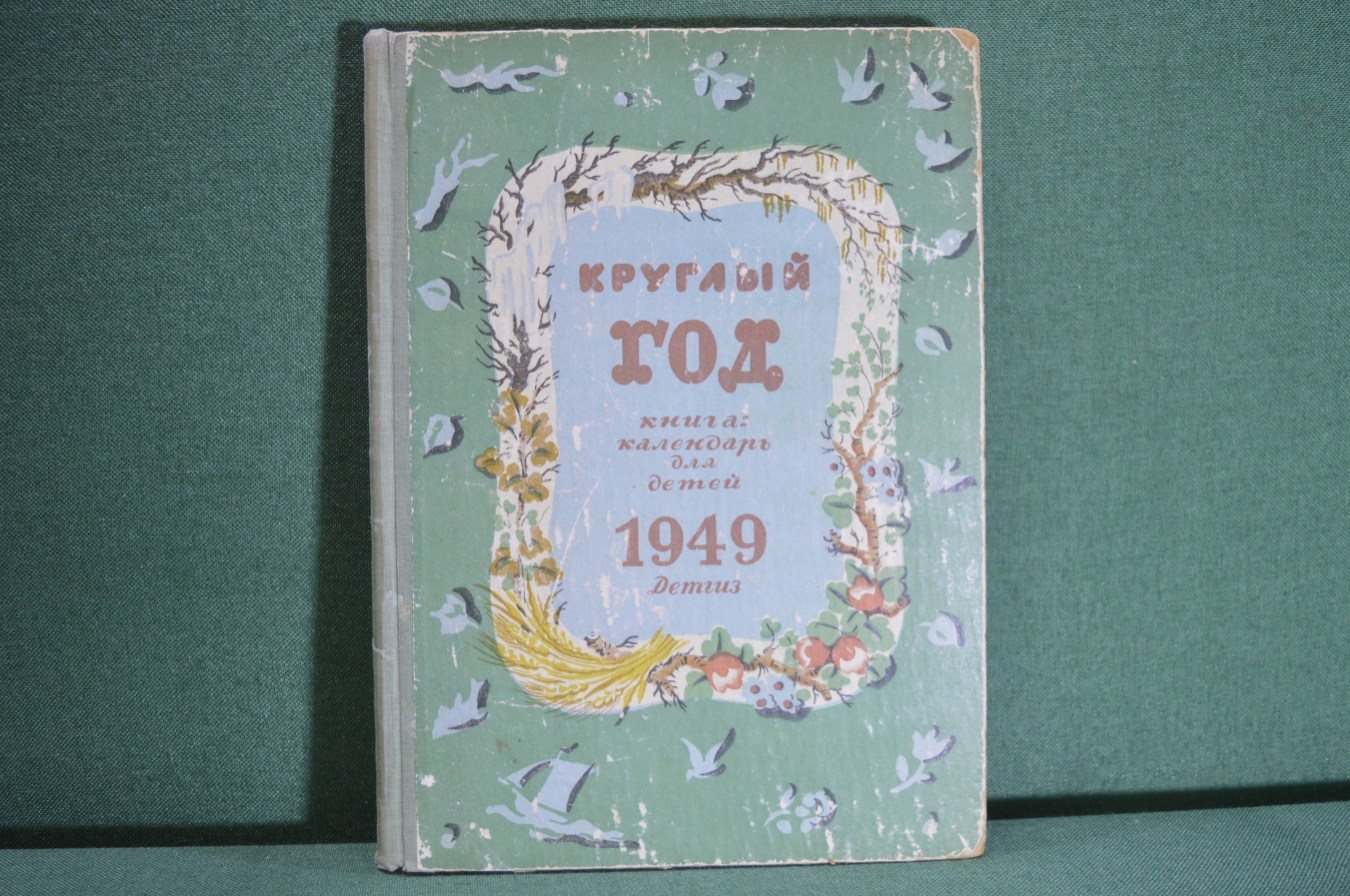 КРУГЛЫЙ
ГОД
книга:
календарь
для
детей
1949
Детгиз